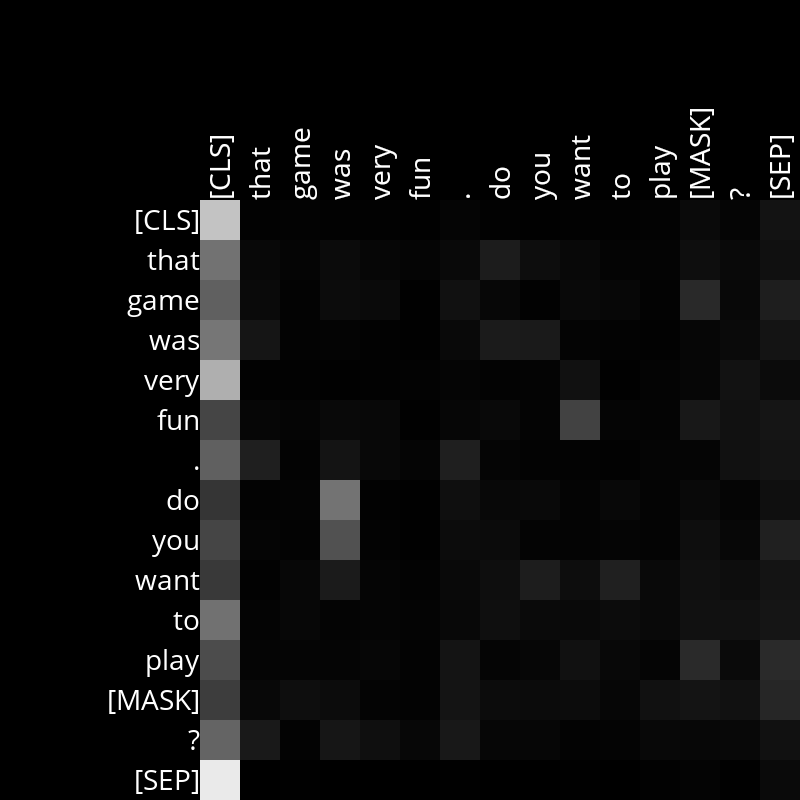 [CLS] that game was very fun . do you want to play [MASK] ? [SEP]
[CLS]
that
game
was
very
fun
.
do
you
want
to
play
[MASK]
?
[SEP]